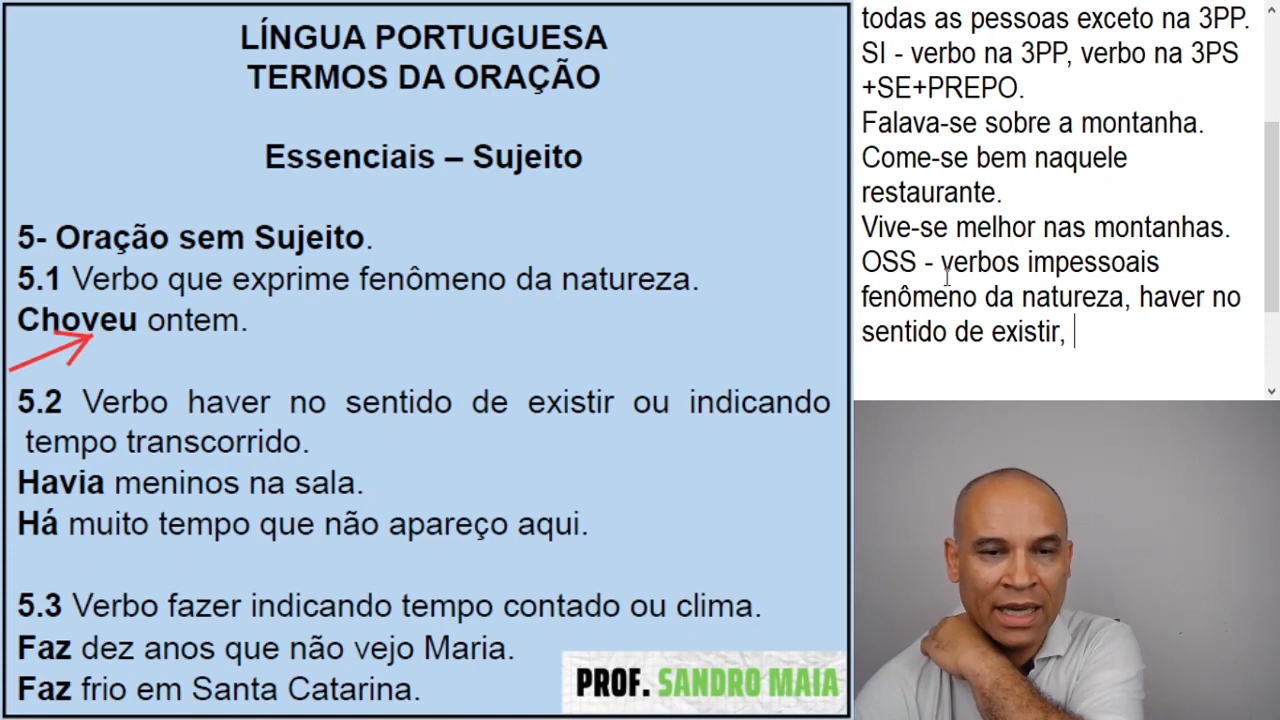 LÍNGUA PORTUGUESA
TERMOS DA ORAÇÃO
Essenciais – Sujeito
5- Oração sem Sujeito.
5.1 Verbo que exprime fenômeno da natureza.
Choveu ontem.
5.2 Verbo haver no sentido de existir ou indicando
tempo transcorrido.
Havia meninos na sala.
Há muito tempo que não apareço aqui.
5.3 Verbo fazer indicando tempo contado ou clima.
Faz dez anos que não vejo Maria.
Faz frio em Santa Catarina.
PROF. SANDRO MAIA
todas as pessoas exceto na 3PP.
SI - verbo na 3PP, verbo na 3PS
+SE+PREPO.
Falava-se sobre a montanha.
Come-se bem naquele
restaurante.
Vive-se melhor nas montanhas.
OSS - verbos impessoais
fenômeno da natureza, haver no
sentido de existir,